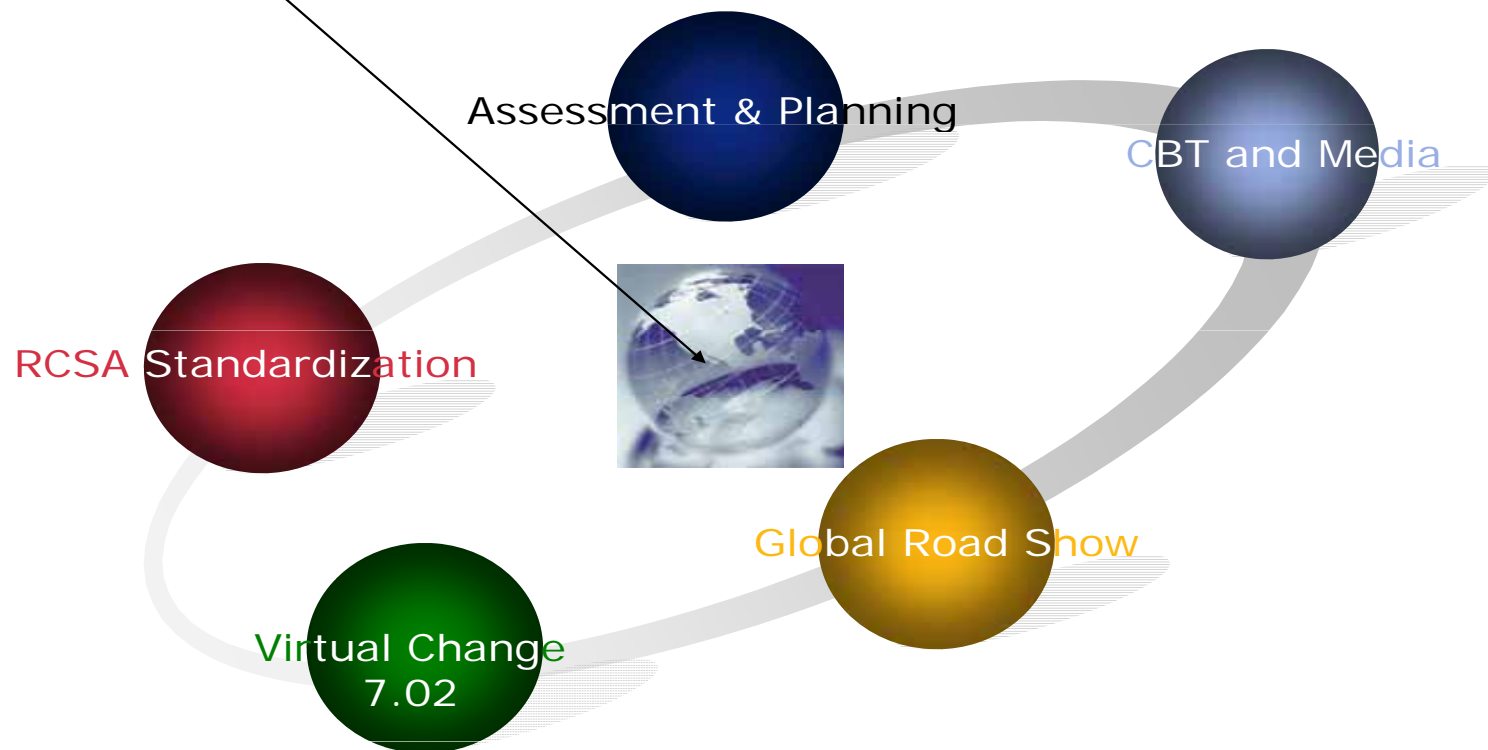 Assessment & Planning
CBT and Media
RCSA Standardization
Global Road Show
Virtual Change
7.02